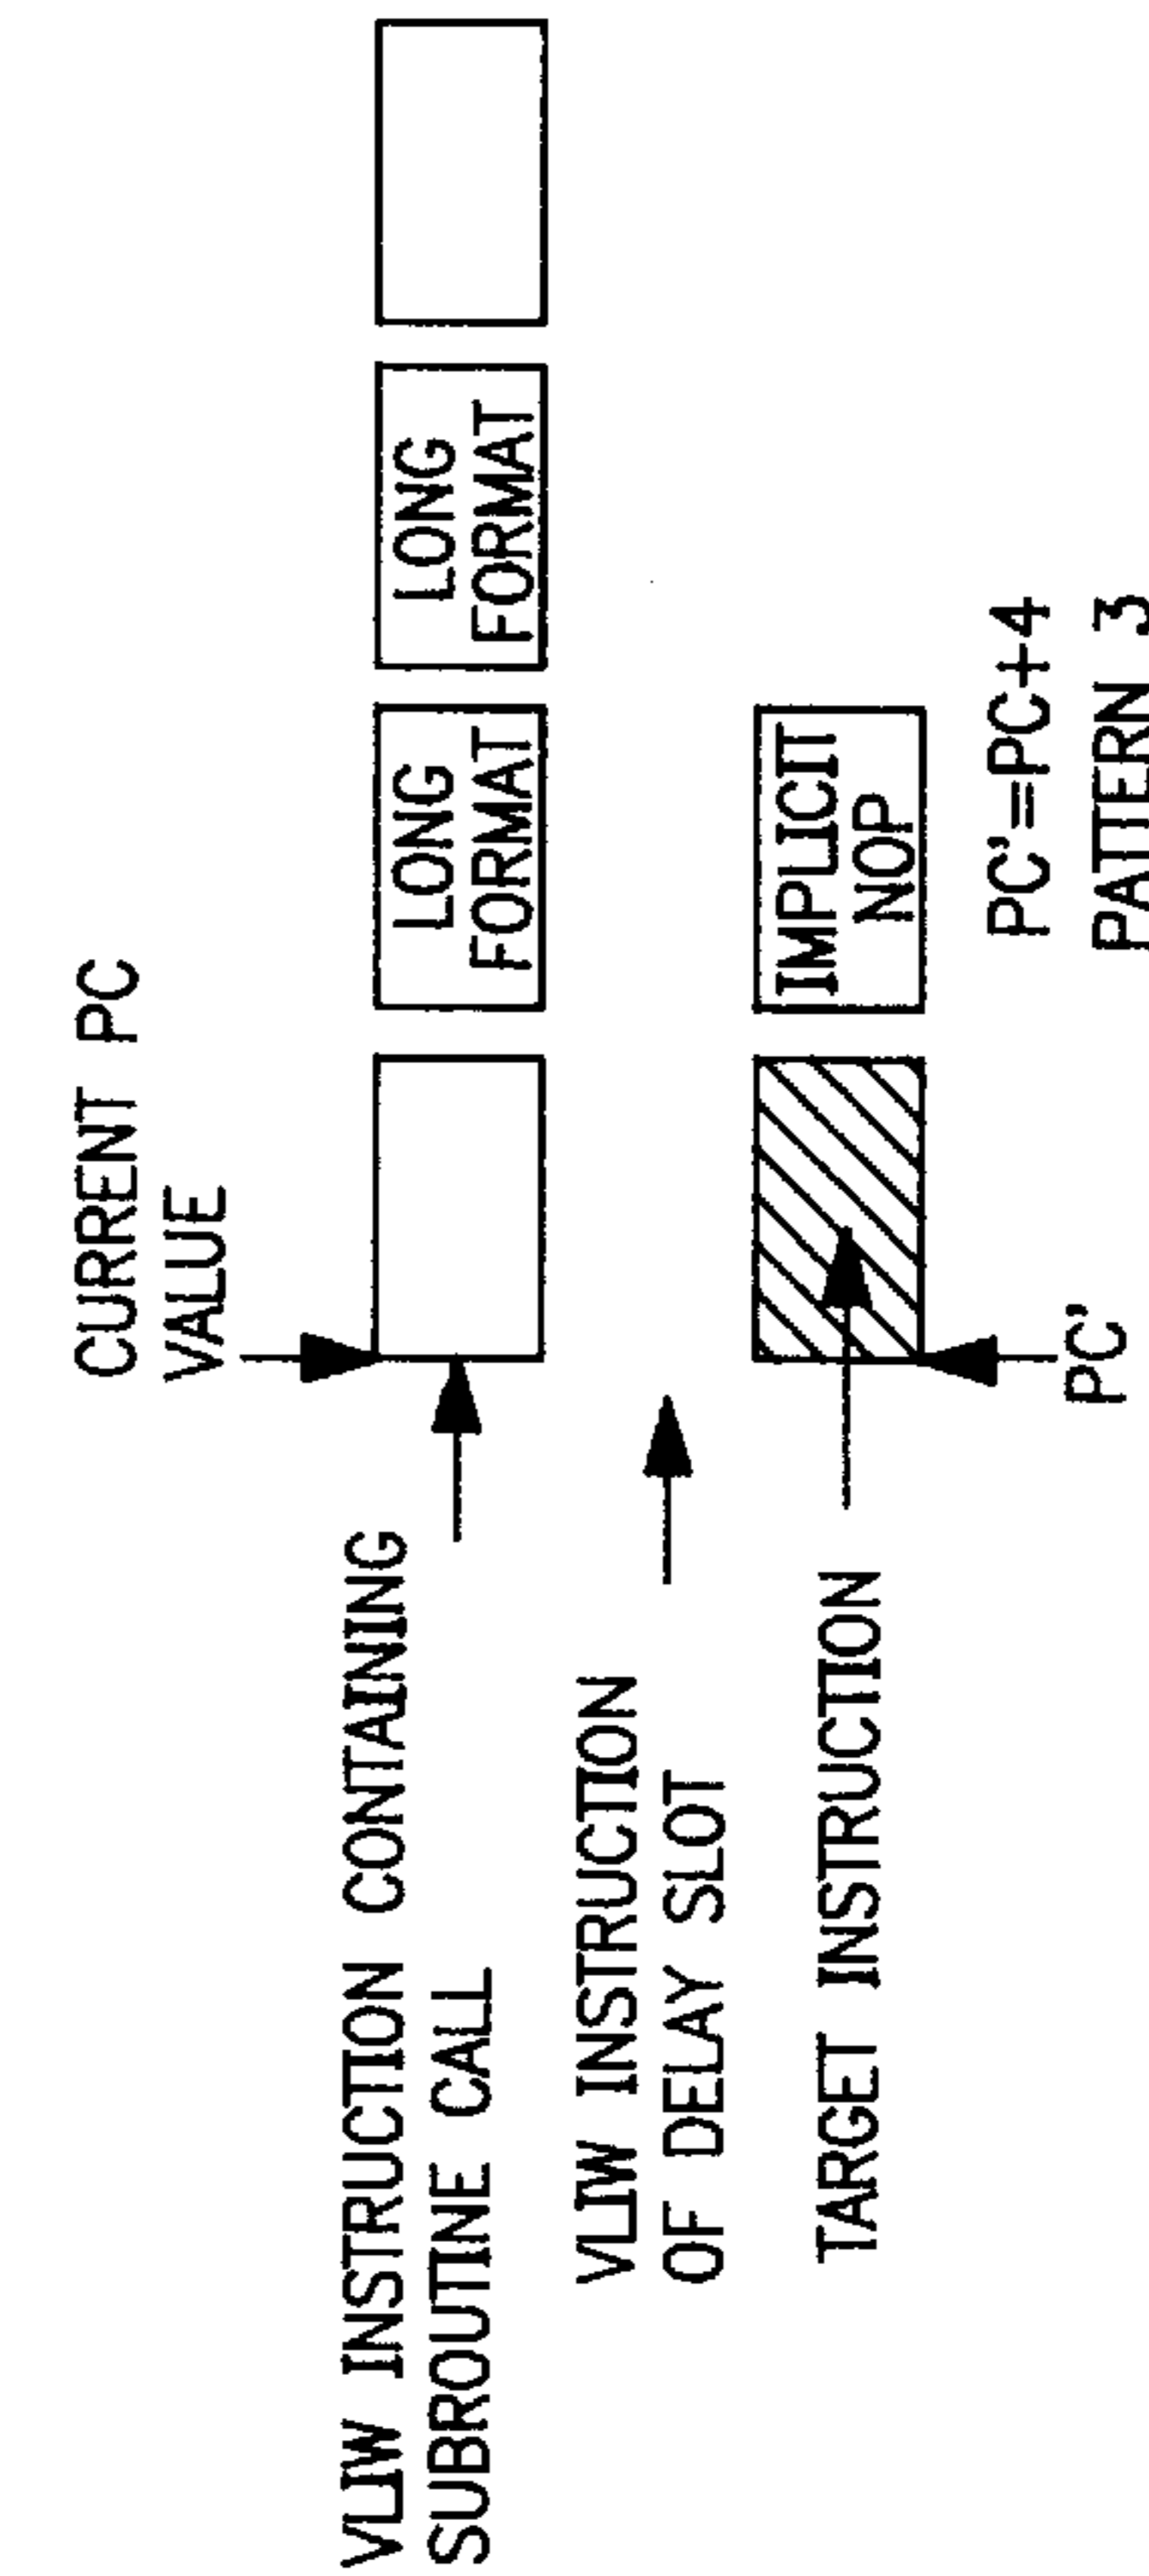 CURRENT PC
VALUE
VLIW INSTRUCTION CONTAINING
SUBROUTINE CALL
LONG
FORMAT
LONG
FORMAT
VLIW INSTRUCTION
OF DELAY SLOT
TARGET INSTRUCTION
IMPLICIT
NOP
PC'
PC'=PC+4
PATTERN 3